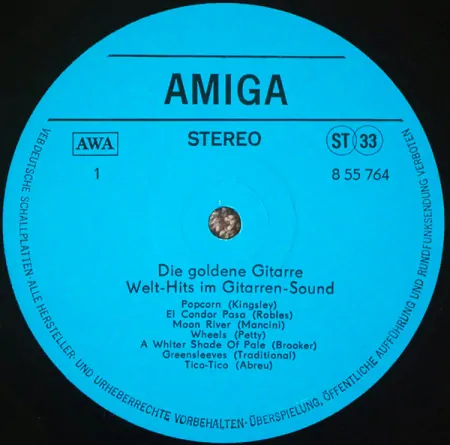 AMIGA
AWA
STEREO
ST 33
1
8 55 764
Die goldene Gitarre
Welt-Hits im Gitarren-Sound
Popcorn (Kingsley)
El Condor Pasa (Robles)
Moon River (Mancini)
Wheels (Petty)
A Whiter Shade Of Pale (Brooker)
Greensleeves (Traditional)
Tico-Tico (Abreu)
VEB DEUTSCHE SCHALLPLATTEN · ALLE HERSTELLER- UND URHEBERRECHTE VORBEHALTEN · ÜBERSPIELUNG, ÖFFENTLICHE AUFFÜHRUNG UND RUNDFUNKSENDUNG VERBOTEN